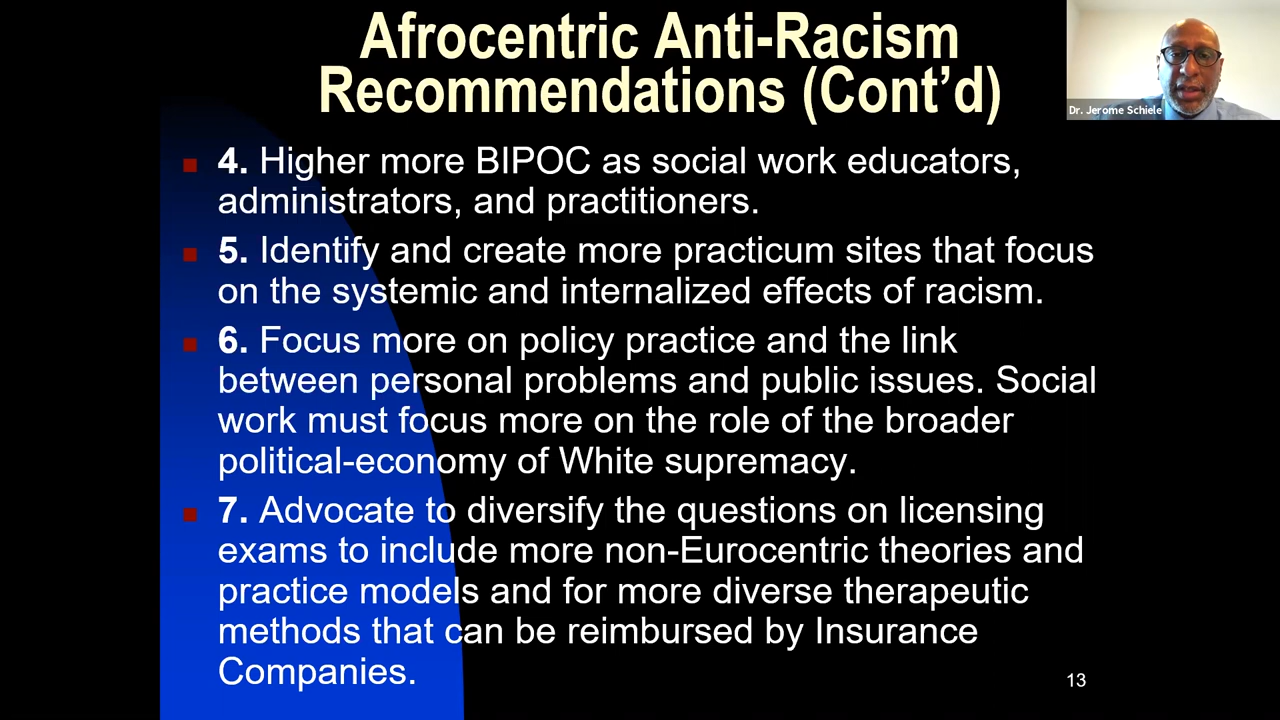 Afrocentric Anti-Racism
Recommendations (Cont’d)
Dr. Jerome Schiele
4. Higher more BIPOC as social work educators,
administrators, and practitioners.
5. Identify and create more practicum sites that focus
on the systemic and internalized effects of racism.
6. Focus more on policy practice and the link
between personal problems and public issues. Social
work must focus more on the role of the broader
political-economy of White supremacy.
7. Advocate to diversify the questions on licensing
exams to include more non-Eurocentric theories and
practice models and for more diverse therapeutic
methods that can be reimbursed by Insurance
Companies.
13